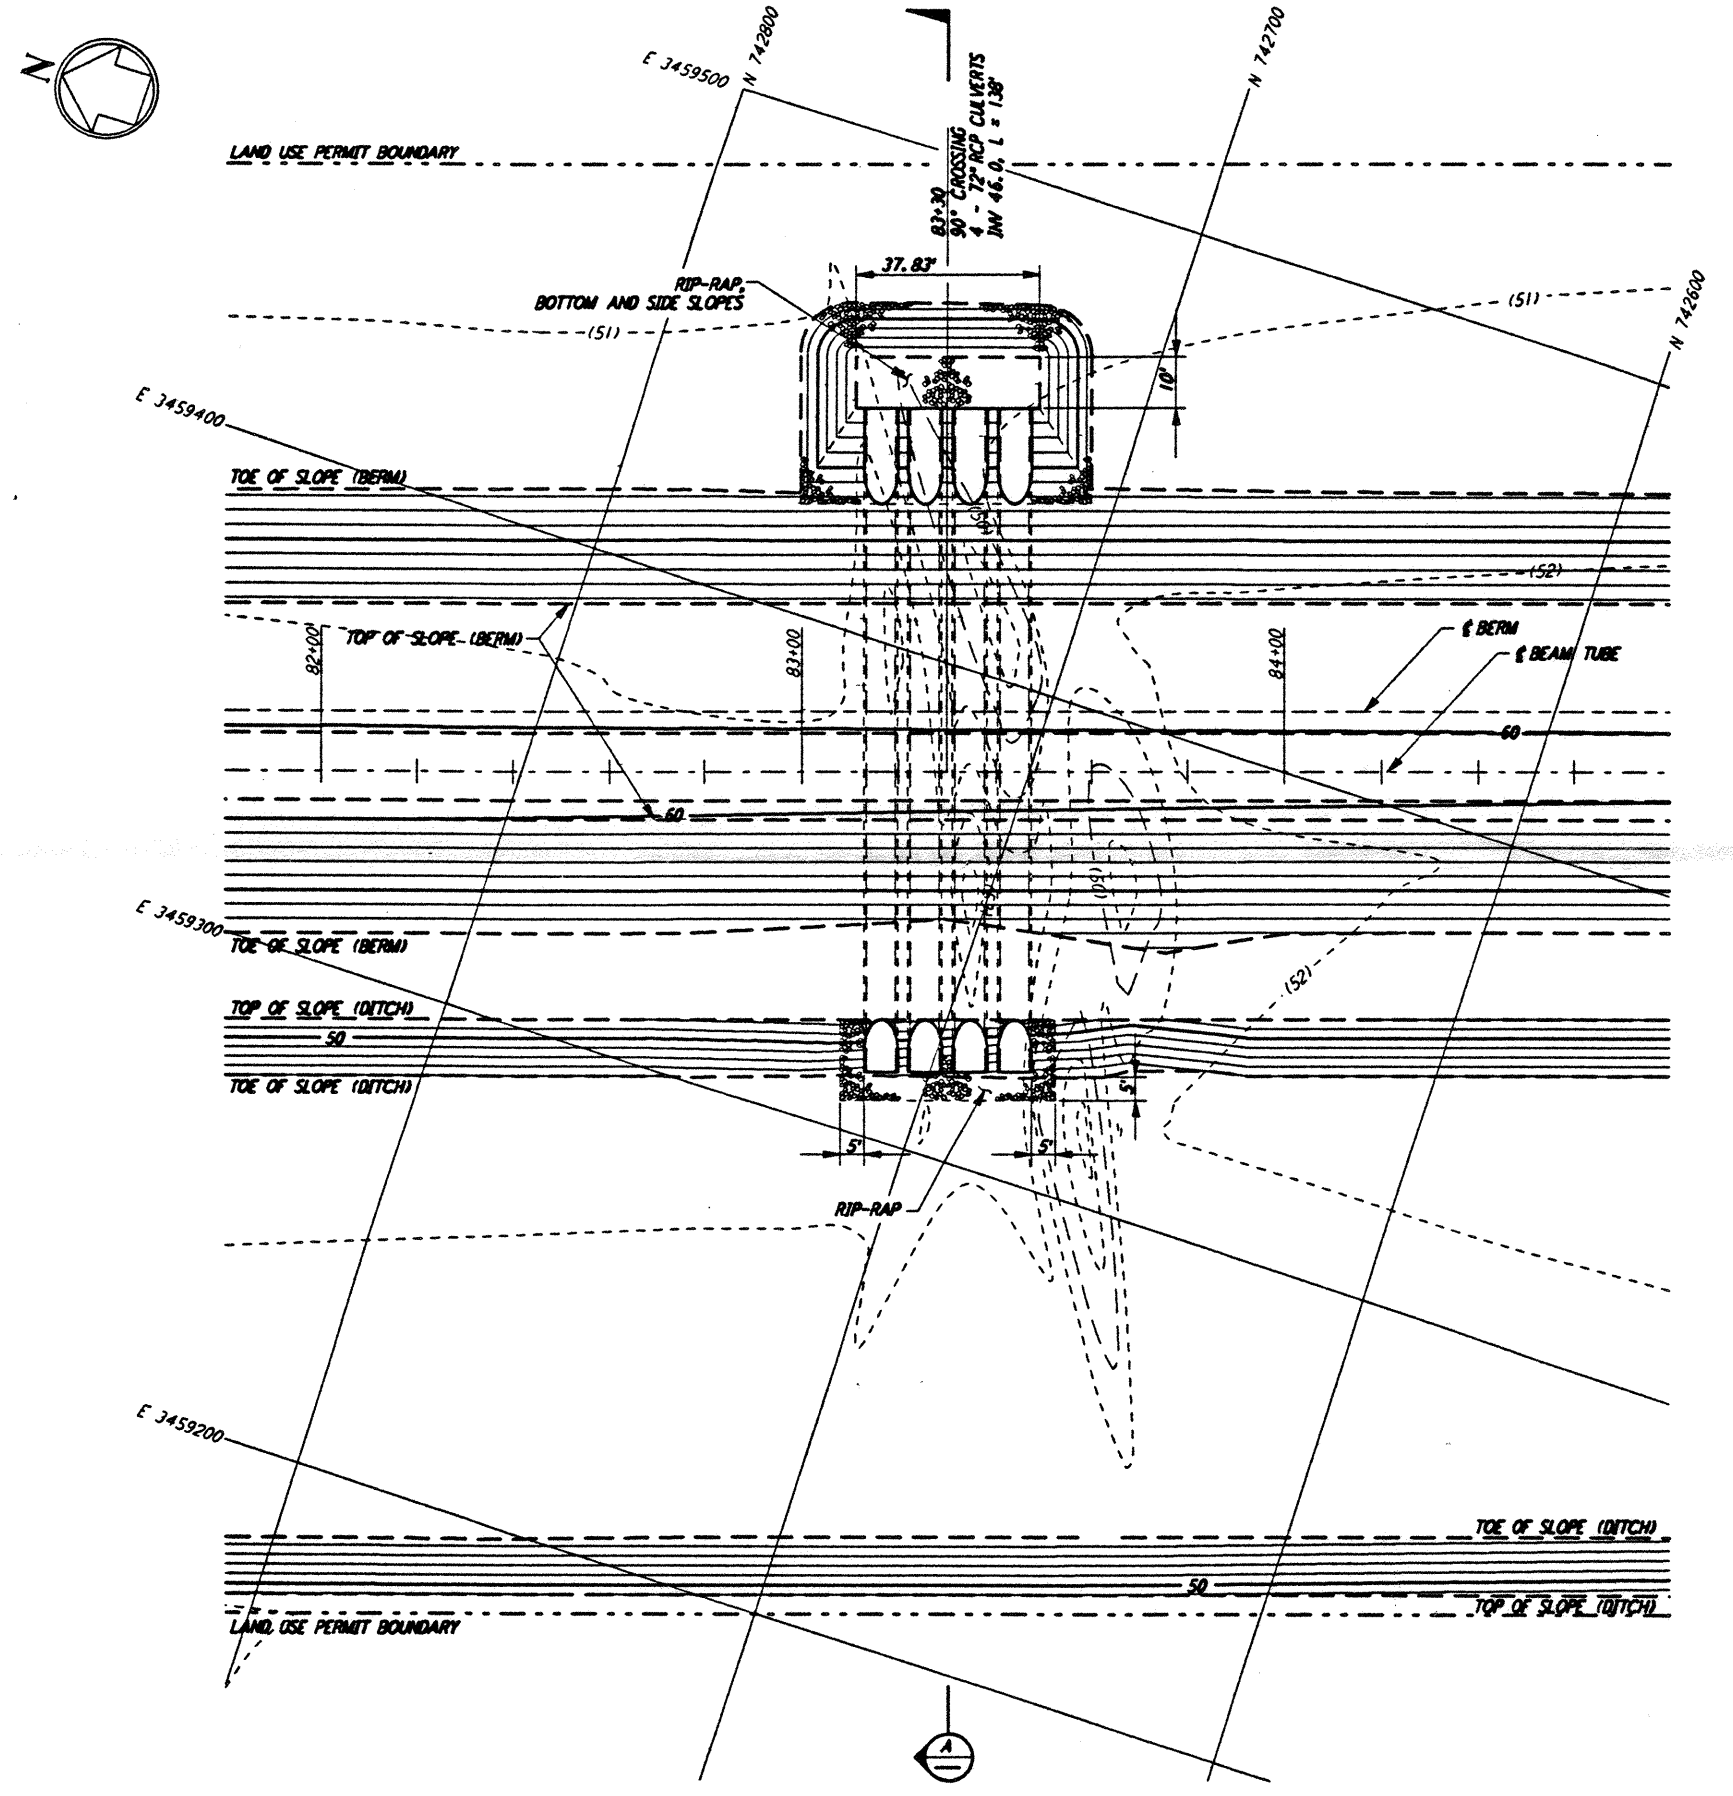 N
E 3459500
N 742800
N 742700
83+30
90° CROSSING
4 - 72" RCP CULVERTS
INV 46.0, L = 138'
LAND USE PERMIT BOUNDARY
37.83'
RIP-RAP,
BOTTOM AND SIDE SLOPES
(51)
(51)
N 742600
10'
E 3459400
TOE OF SLOPE (BERM)
(50)
(52)
TOP OF SLOPE (BERM)
82+00
83+00
84+00
℄ BERM
℄ BEAM TUBE
60
60
(50)
E 3459300
TOE OF SLOPE (BERM)
(52)
TOP OF SLOPE (DITCH)
50
TOE OF SLOPE (DITCH)
5'
5'
5'
RIP-RAP
E 3459200
TOE OF SLOPE (DITCH)
50
TOP OF SLOPE (DITCH)
LAND USE PERMIT BOUNDARY
A